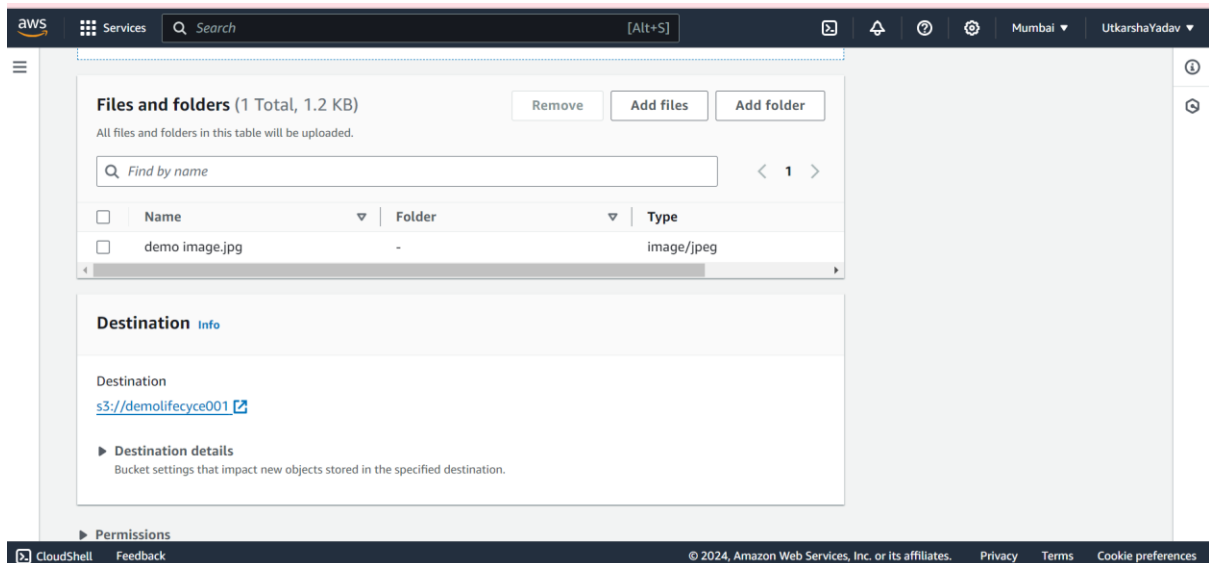 aws Services Search [Alt+S] Mumbai UtkarshaYadav
Files and folders (1 Total, 1.2 KB) Remove Add files Add folder
All files and folders in this table will be uploaded.
Find by name 1
Name Folder Type
demo image.jpg - image/jpeg
Destination Info
Destination
s3://demolifecyce001
Destination details
Bucket settings that impact new objects stored in the specified destination.
Permissions
CloudShell Feedback © 2024, Amazon Web Services, Inc. or its affiliates. Privacy Terms Cookie preferences